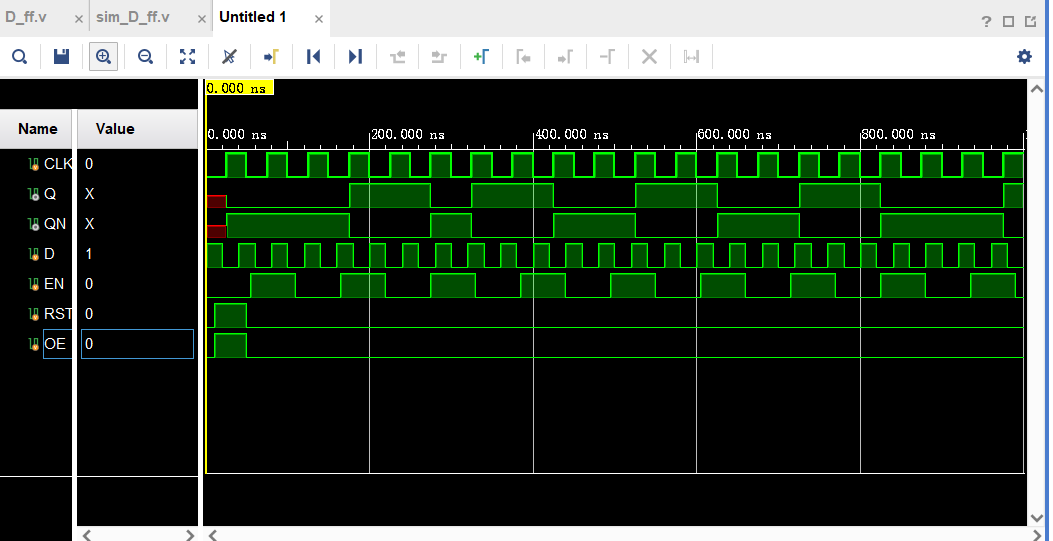 D_ff.v × sim_D_ff.v × Untitled 1 ×
?
0.000 ns
Name Value
0.000 ns 200.000 ns 400.000 ns 600.000 ns 800.000 ns
CLK 0
Q X
QN X
D 1
EN 0
RST 0
OE 0